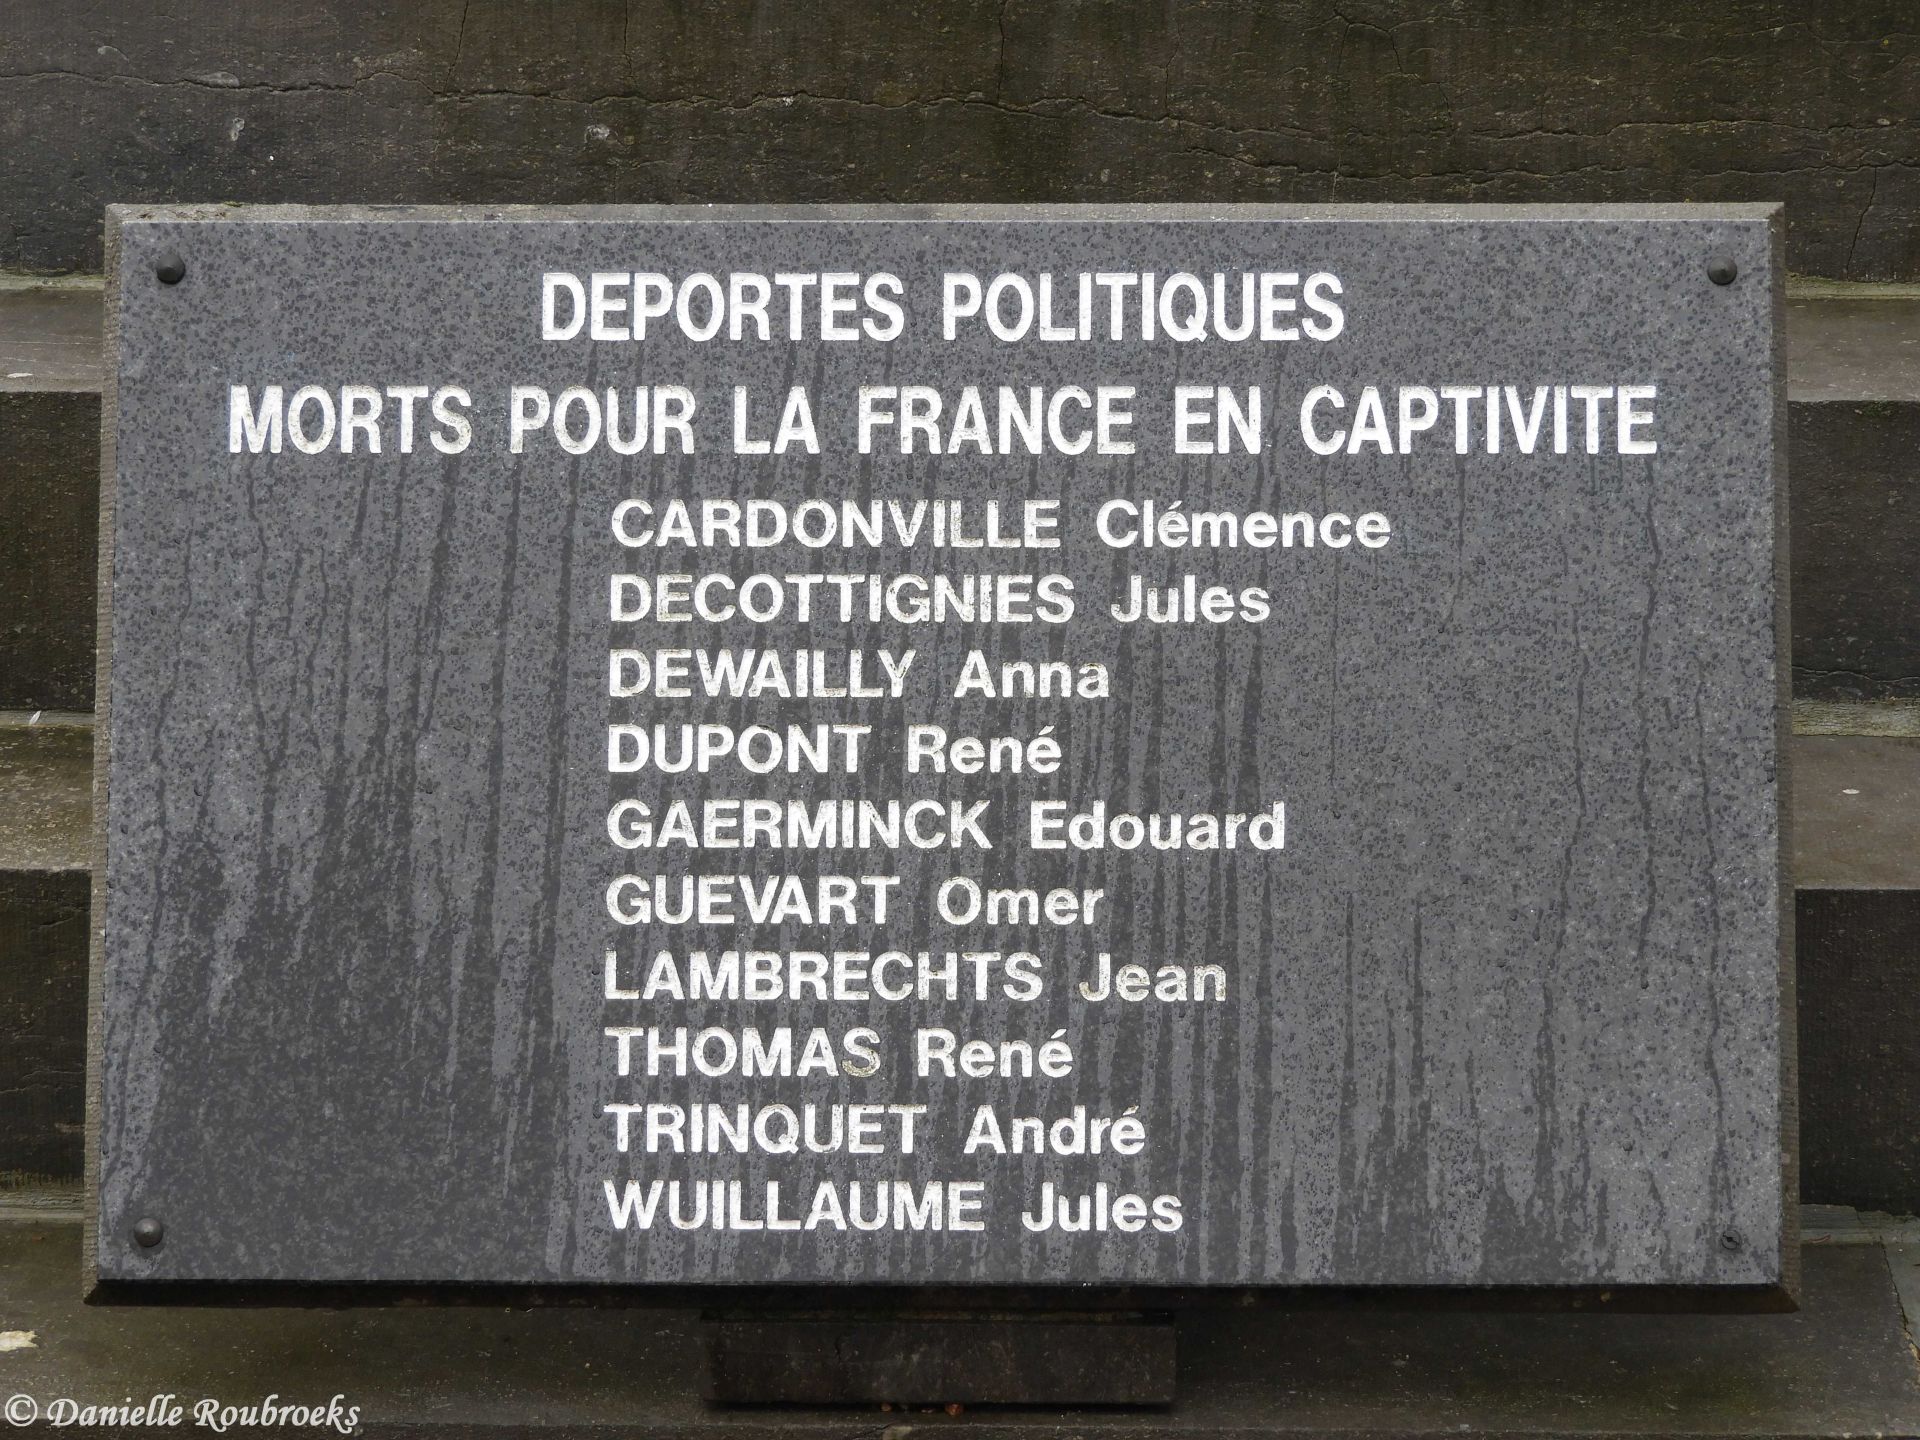 DEPORTES POLITIQUES
MORTS POUR LA FRANCE EN CAPTIVITE
CARDONVILLE Clémence
DECOTTIGNIES Jules
DEWAILLY Anna
DUPONT René
GAERMINCK Edouard
GUEVART Omer
LAMBRECHTS Jean
THOMAS René
TRINQUET André
WUILLAUME Jules
© Danielle Roubroeks